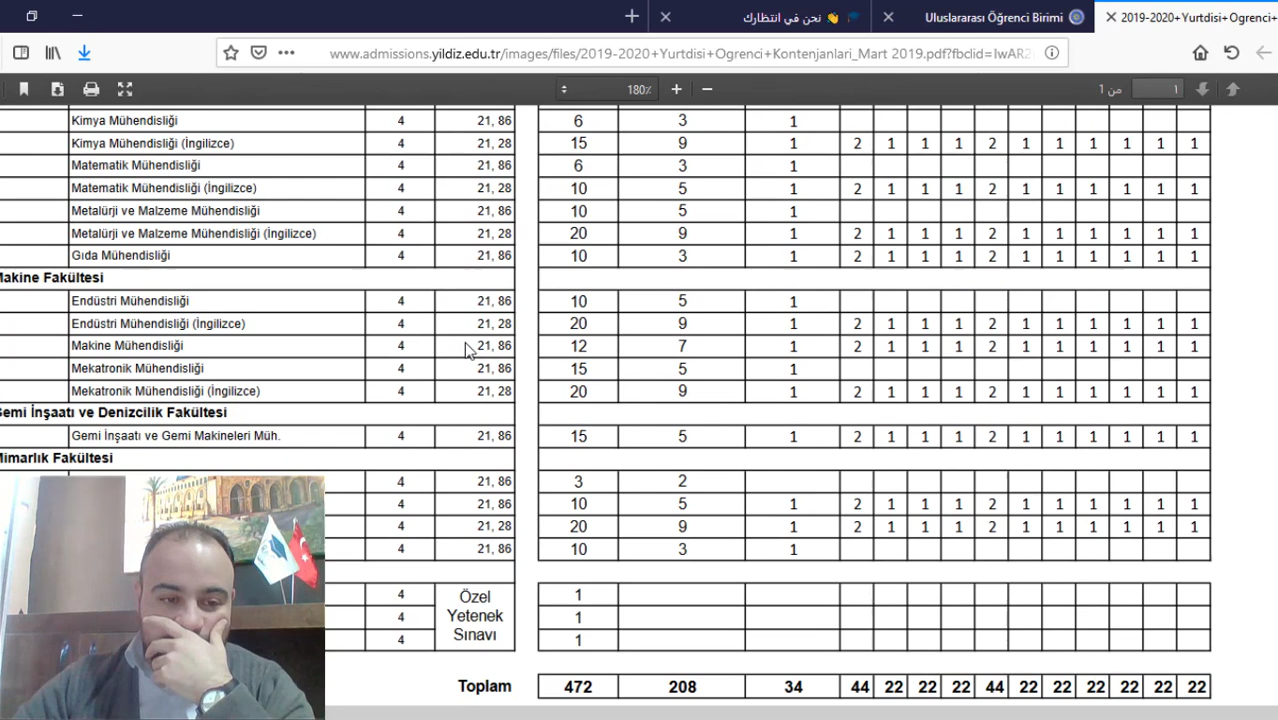 نحن في انتظارك 👋 🎓
Uluslararası Öğrenci Birimi
2019-2020+Yurtdisi+Ogrenci+
www.admissions.yildiz.edu.tr/images/files/2019-2020+Yurtdisi+Ogrenci+Kontenjanlari_Mart 2019.pdf?fbclid=IwAR2
180%
من 1
١
Kimya Mühendisliği 4 21, 86 6 3 1
Kimya Mühendisliği (İngilizce) 4 21, 28 15 9 1 2 1 1 1 2 1 1 1 1 1 1
Matematik Mühendisliği 4 21, 86 6 3 1
Matematik Mühendisliği (İngilizce) 4 21, 28 10 5 1 2 1 1 1 2 1 1 1 1 1 1
Metalürji ve Malzeme Mühendisliği 4 21, 86 10 5 1
Metalürji ve Malzeme Mühendisliği (İngilizce) 4 21, 28 20 9 1 2 1 1 1 2 1 1 1 1 1 1
Gıda Mühendisliği 4 21, 86 10 3 1 2 1 1 1 2 1 1 1 1 1 1
Makine Fakültesi
Endüstri Mühendisliği 4 21, 86 10 5 1
Endüstri Mühendisliği (İngilizce) 4 21, 28 20 9 1 2 1 1 1 2 1 1 1 1 1 1
Makine Mühendisliği 4 21, 86 12 7 1 2 1 1 1 2 1 1 1 1 1 1
Mekatronik Mühendisliği 4 21, 86 15 5 1
Mekatronik Mühendisliği (İngilizce) 4 21, 28 20 9 1 2 1 1 1 2 1 1 1 1 1 1
Gemi İnşaatı ve Denizcilik Fakültesi
Gemi İnşaatı ve Gemi Makineleri Müh. 4 21, 86 15 5 1 2 1 1 1 2 1 1 1 1 1 1
Mimarlık Fakültesi
4 21, 86 3 2
4 21, 86 10 5 1 2 1 1 1 2 1 1 1 1 1 1
4 21, 28 20 9 1 2 1 1 1 2 1 1 1 1 1 1
4 21, 86 10 3 1
4 Özel 1
4 Yetenek 1
4 Sınavı 1
Toplam 472 208 34 44 22 22 22 44 22 22 22 22 22 22